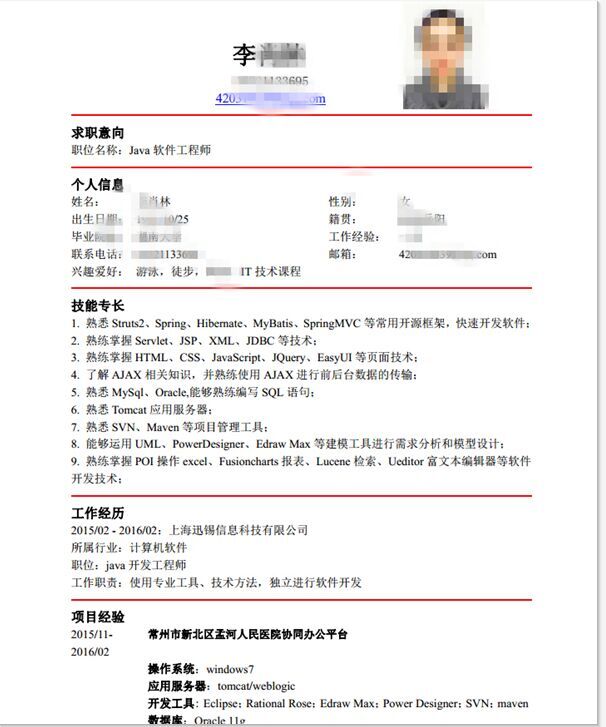 李
1133695
4203 com
求职意向
职位名称：Java 软件工程师
个人信息
姓名： 肖林 性别： 女
出生日期： 10/25 籍贯： 岳阳
毕业院 湖南大学 工作经验：
联系电话： 2113369 邮箱： 420 com
兴趣爱好： 游泳，徒步， IT 技术课程
技能专长
1. 熟悉 Struts2、Spring、Hibernate、MyBatis、SpringMVC 等常用开源框架，快速开发软件；
2. 熟练掌握 Servlet、JSP、XML、JDBC 等技术；
3. 熟练掌握 HTML、CSS、JavaScript、JQuery、EasyUI 等页面技术；
4. 了解 AJAX 相关知识，并熟练使用 AJAX 进行前后台数据的传输；
5. 熟悉 MySql、Oracle,能够熟练编写 SQL 语句；
6. 熟悉 Tomcat 应用服务器；
7. 熟悉 SVN、Maven 等项目管理工具；
8. 能够运用 UML、PowerDesigner、Edraw Max 等建模工具进行需求分析和模型设计；
9. 熟练掌握 POI 操作 excel、Fusioncharts 报表、Lucene 检索、Ueditor 富文本编辑器等软件
开发技术；
工作经历
2015/02 - 2016/02：上海迅锡信息科技有限公司
所属行业：计算机软件
职位：java 开发工程师
工作职责：使用专业工具、技术方法，独立进行软件开发
项目经验
2015/11- 常州市新北区孟河人民医院协同办公平台
2016/02
操作系统：windows7
应用服务器：tomcat/weblogic
开发工具：Eclipse；Rational Rose；Edraw Max；Power Designer；SVN；maven
数据库：Oracle 11g